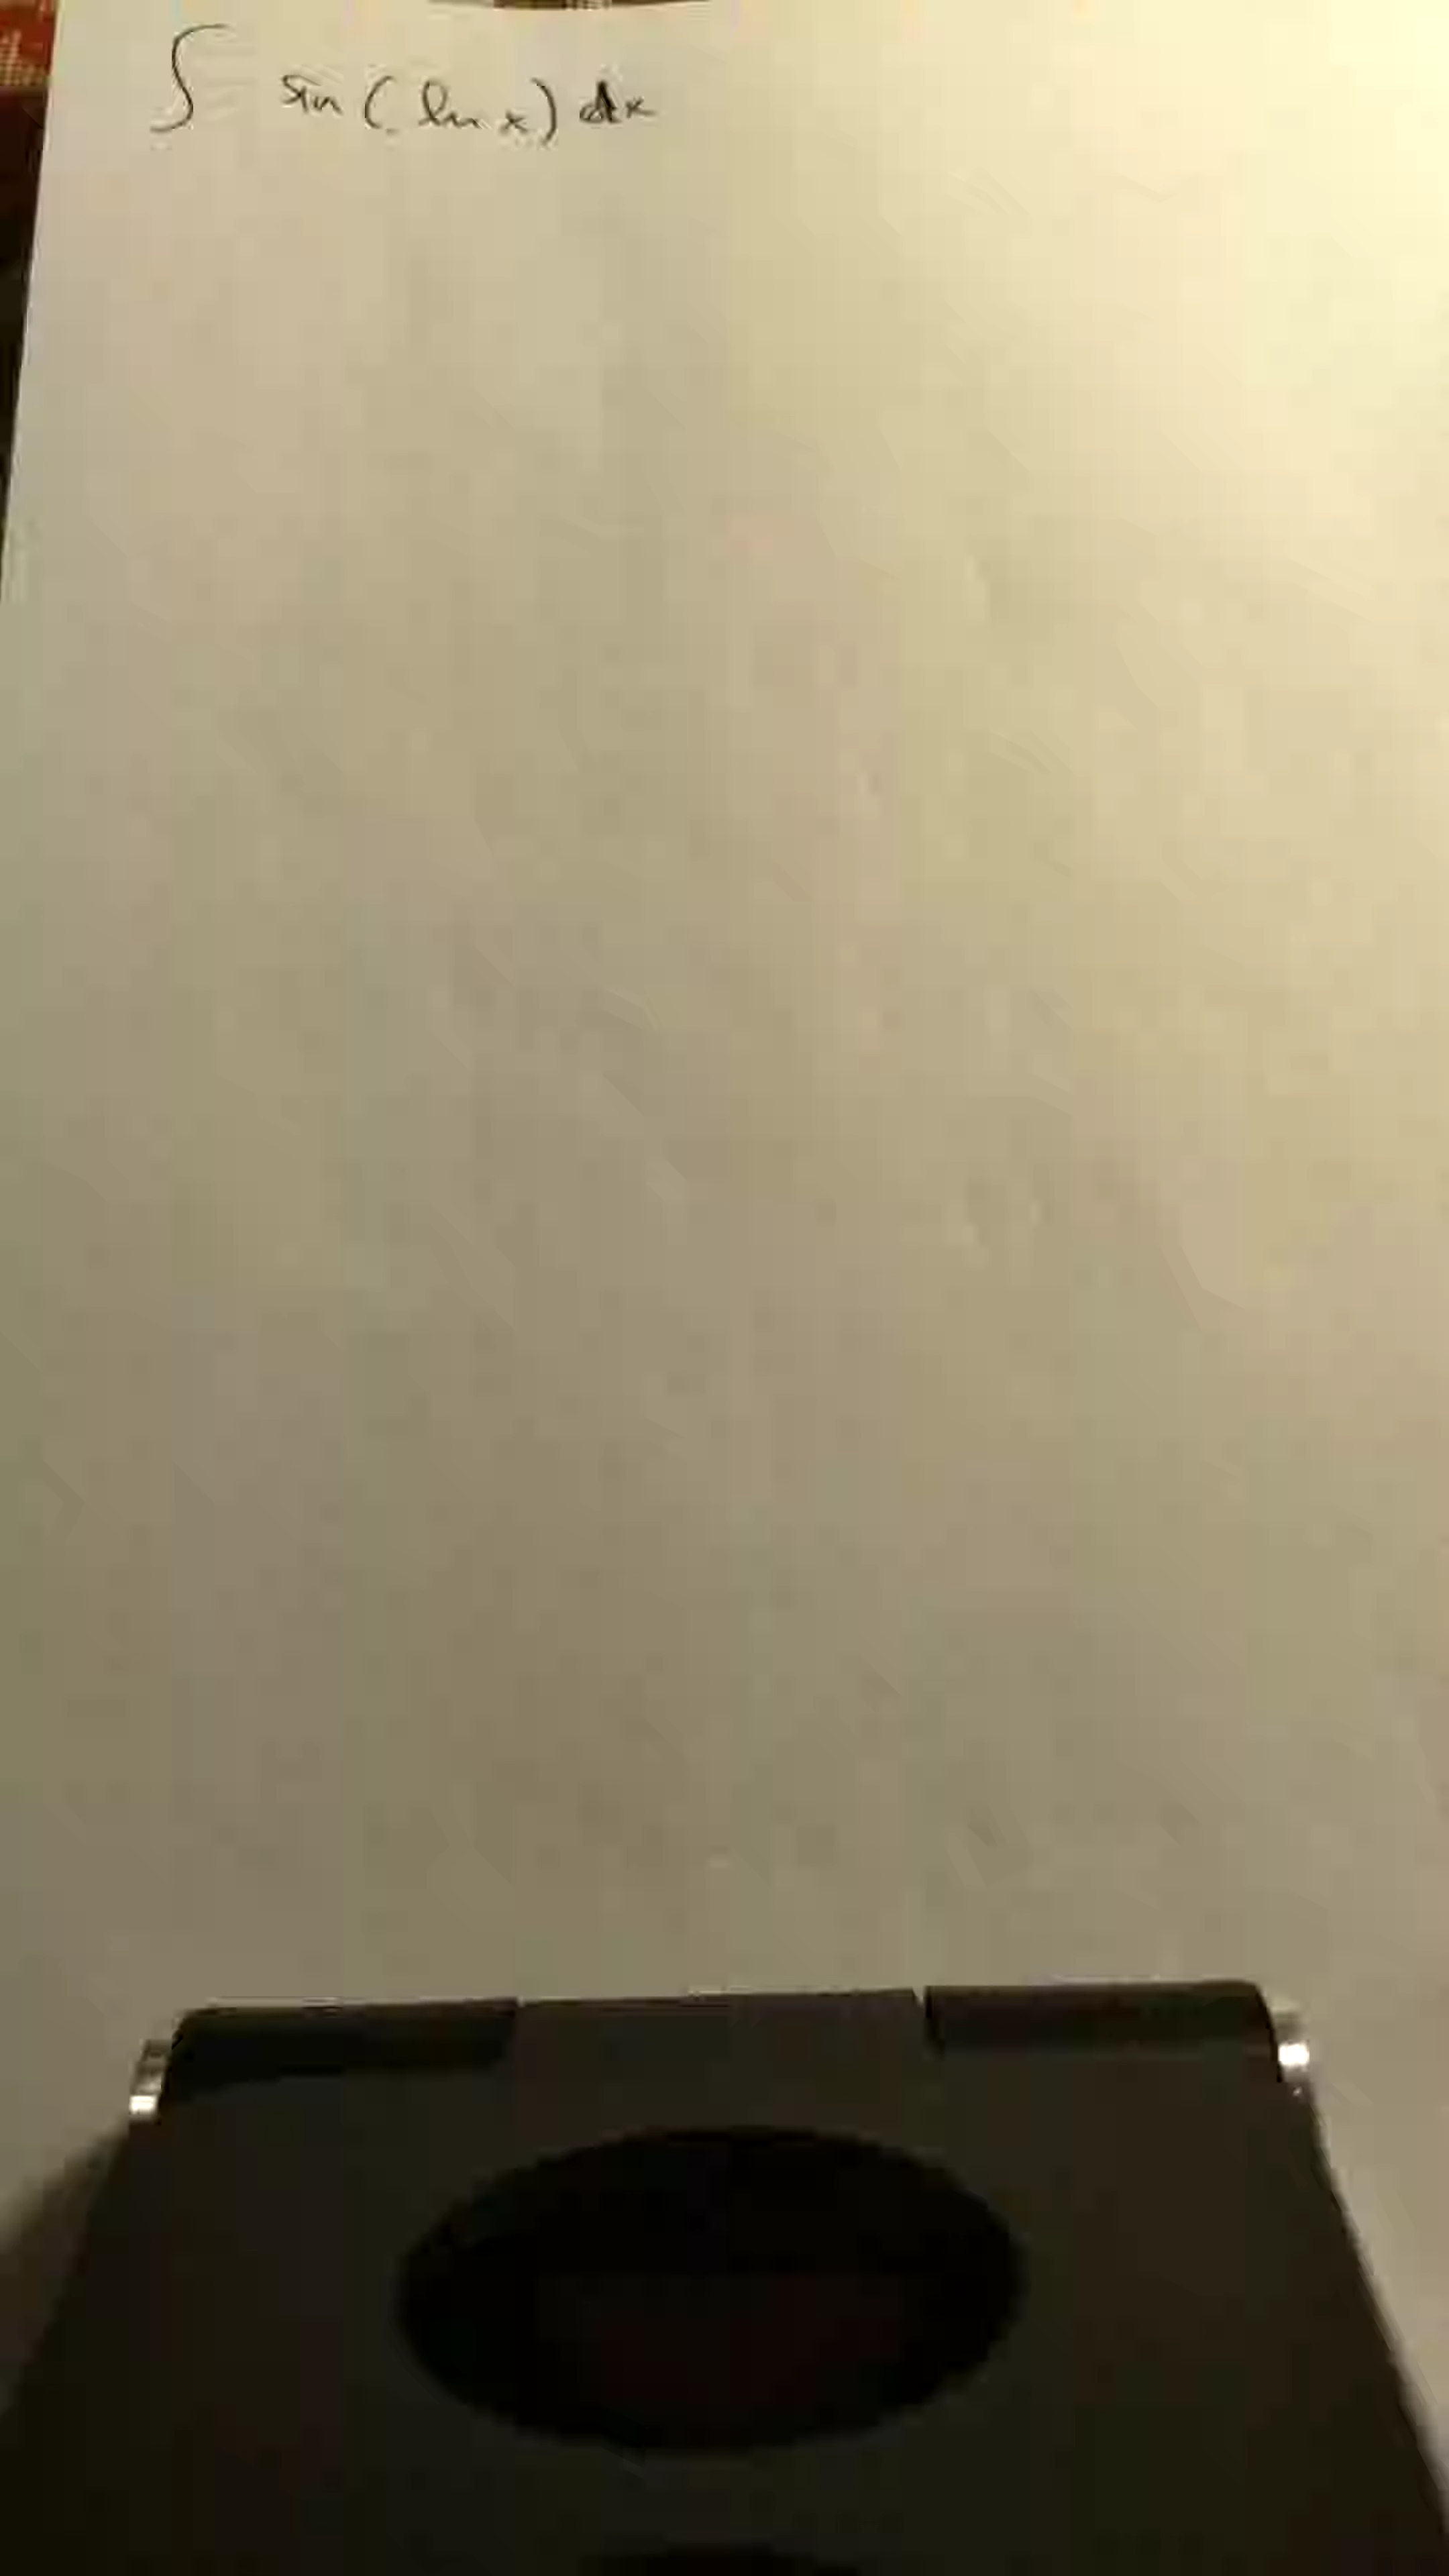 ∫ sin(ln x) dx